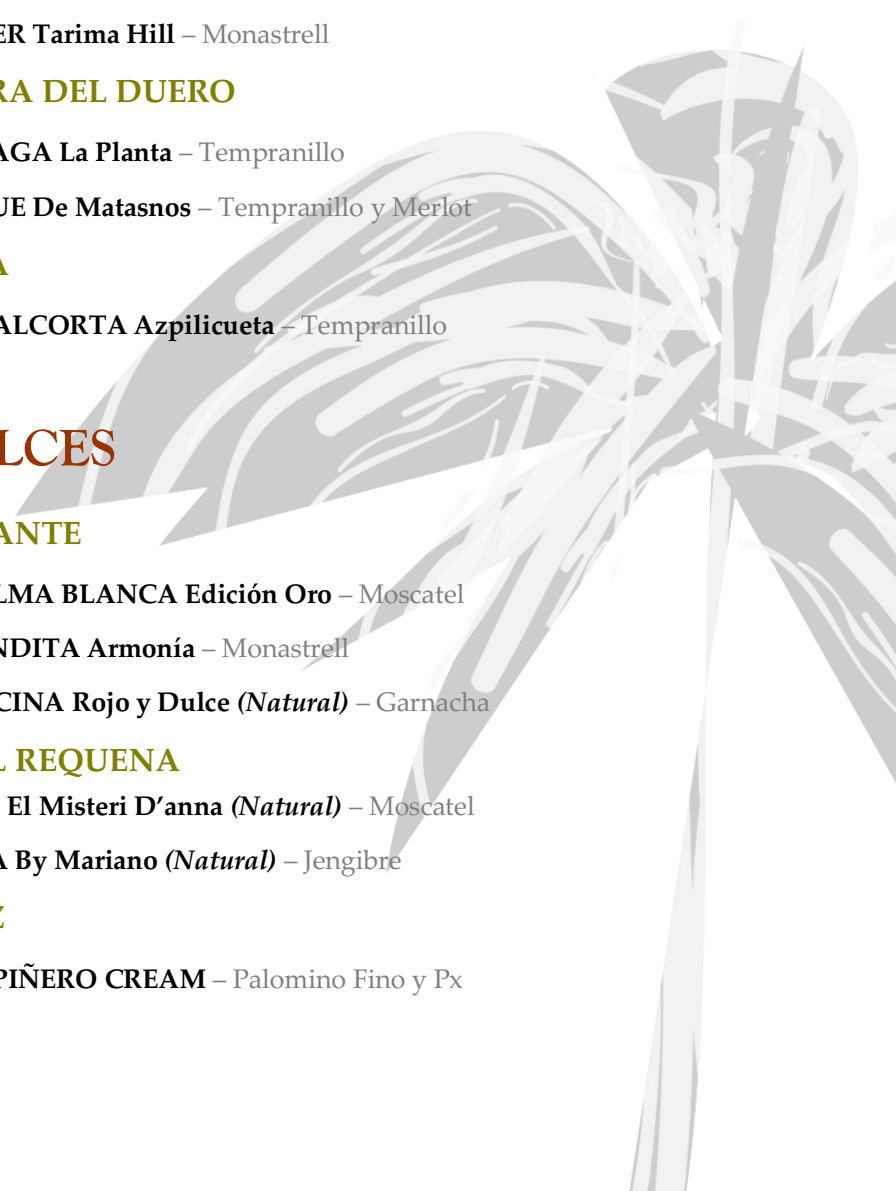 ER Tarima Hill – Monastrell
RA DEL DUERO
AGA La Planta – Tempranillo
UE De Matasnos – Tempranillo y Merlot
A
ALCORTA Azpilicueta – Tempranillo
LCES
ANTE
LMA BLANCA Edición Oro – Moscatel
NDITA Armonía – Monastrell
CINA Rojo y Dulce (Natural) – Garnacha
L REQUENA
El Misteri D’anna (Natural) – Moscatel
A By Mariano (Natural) – Jengibre
Z
PIÑERO CREAM – Palomino Fino y Px